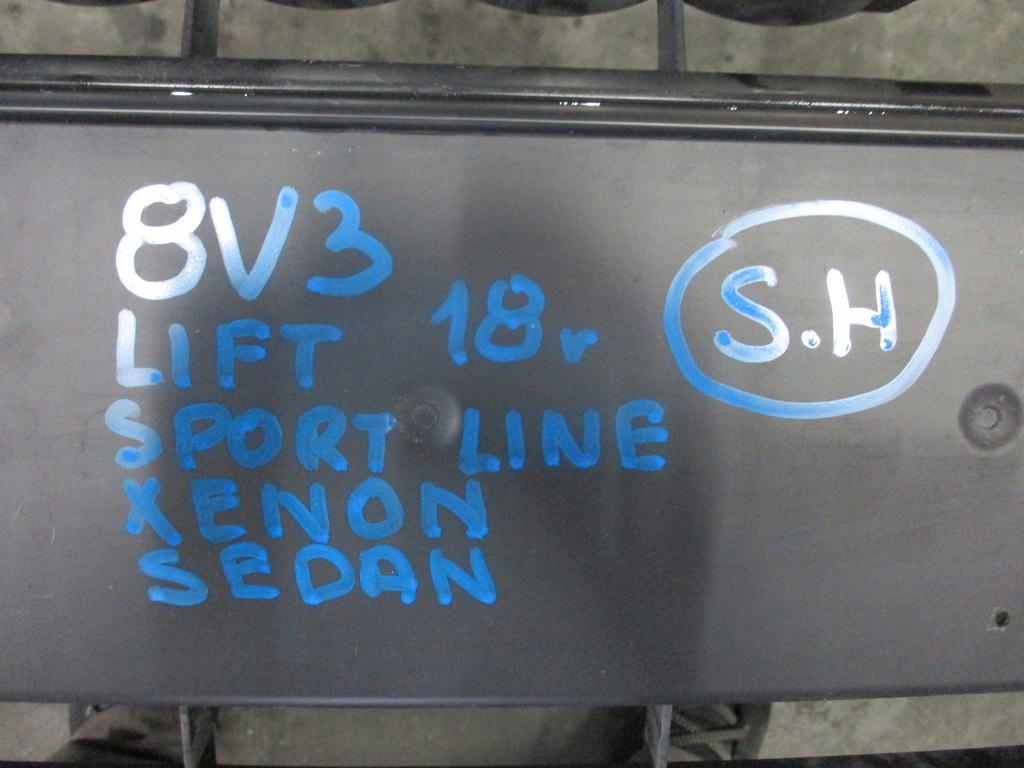 8V3
18r
S.H
LIFT
SPORT LINE
XENON
SEDAN